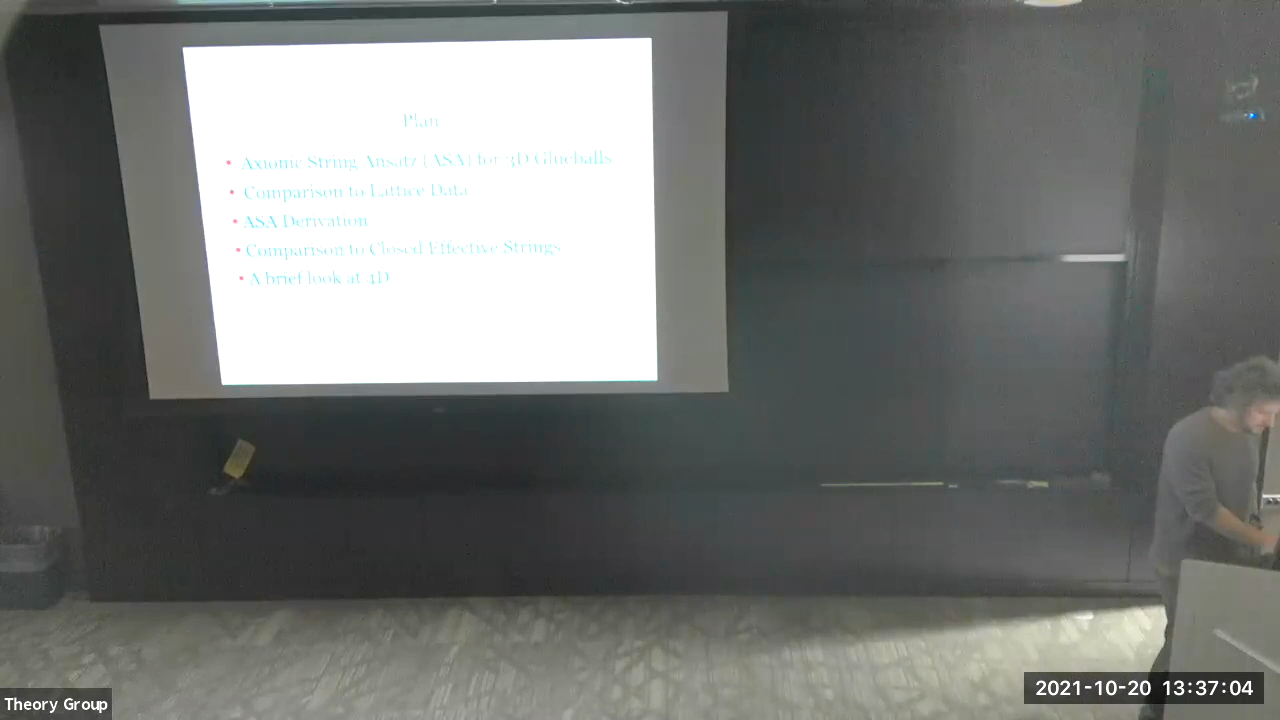 Plan
• Axionic String Ansatz (ASA) for 3D Glueballs
• Comparison to Lattice Data
• ASA Derivation
• Comparison to Closed Effective Strings
• A brief look at 4D
Theory Group
2021-10-20 13:37:04